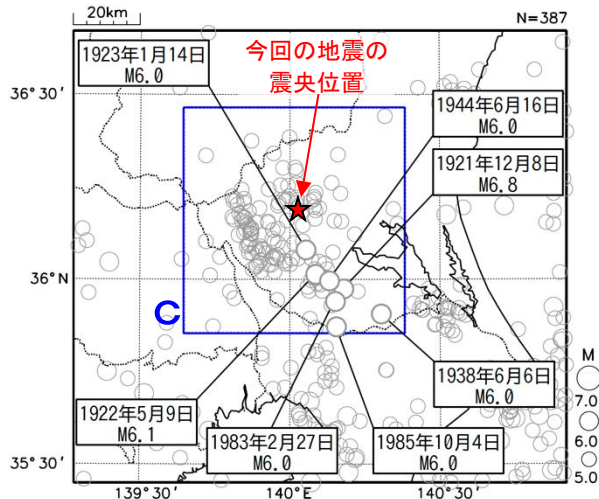 20km
N=387
1923年1月14日
M6.0
今回の地震の
震央位置
36°30′
1944年6月16日
M6.0
1921年12月8日
M6.8
36°N
C
M
7.0
6.0
5.0
1938年6月6日
M6.0
1922年5月9日
M6.1
1983年2月27日
M6.0
1985年10月4日
M6.0
35°30′
139°30′
140°E
140°30′